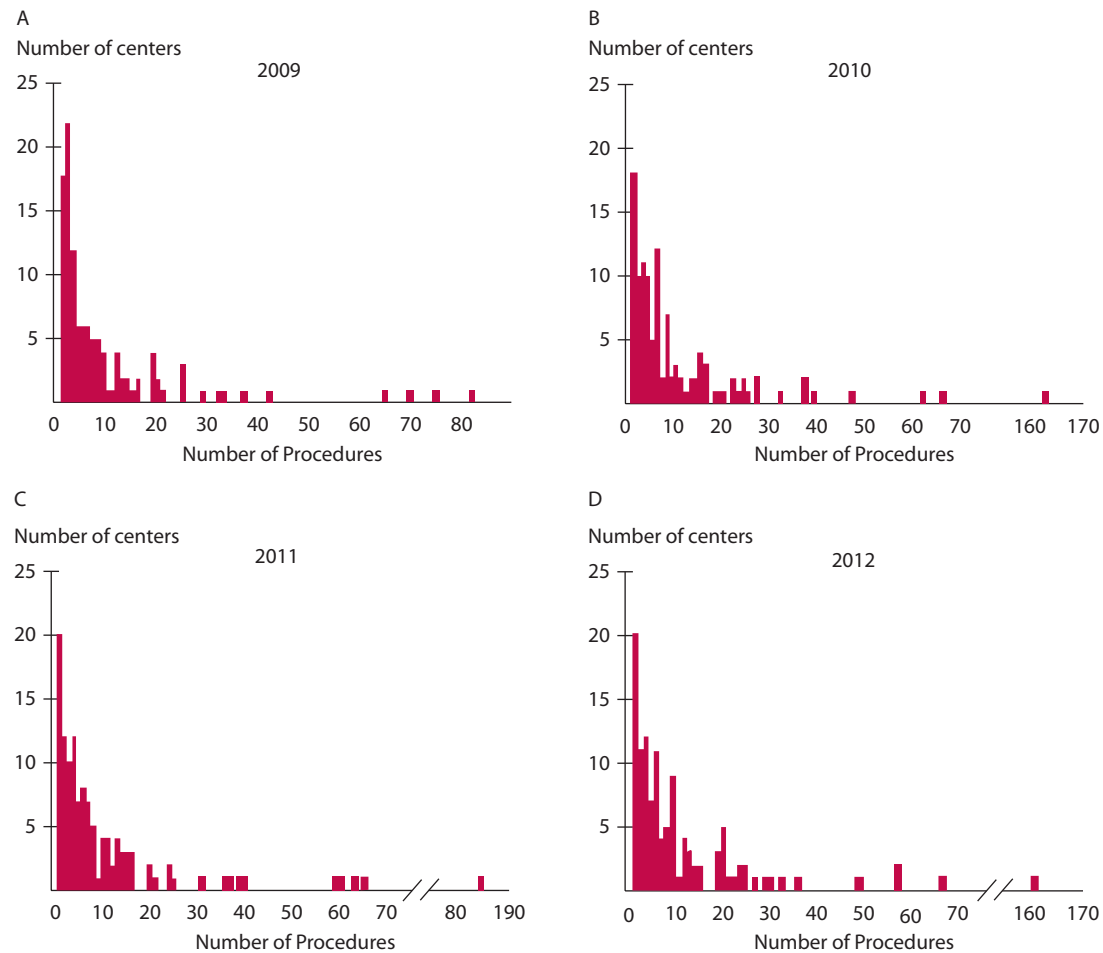 A
Number of centers
2009
25
20
15
10
5
0 10 20 30 40 50 60 70 80
Number of Procedures
B
Number of centers
2010
25
20
15
10
5
0 10 20 30 40 50 60 70 160 170
Number of Procedures
C
Number of centers
2011
25
20
15
10
5
0 10 20 30 40 50 60 70 80 190
Number of Procedures
D
Number of centers
2012
25
20
15
10
5
0 10 20 30 40 50 60 70 160 170
Number of Procedures